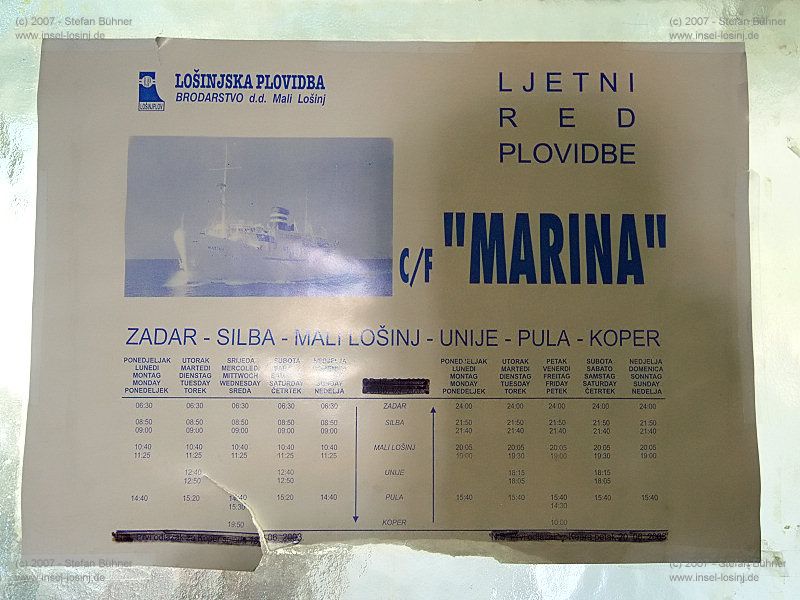 (c) 2007 - Stefan Bühner
www.insel-losinj.de
(c) 2007 - Stefan Bühner
www.insel-losinj.de
LOŠINJSKA PLOVIDBA
BRODARSTVO d.d. Mali Lošinj
LOŠINJPLOV
LJETNI
RED
PLOVIDBE
C/F "MARINA"
ZADAR - SILBA - MALI LOŠINJ - UNIJE - PULA - KOPER
PONEDJELJAK UTORAK SRIJEDA SUBOTA NEDJELJA PONEDJELJAK UTORAK PETAK SUBOTA NEDJELJA
LUNEDI MARTEDI MERCOLEDI LUNEDI MARTEDI VENERDI SABATO DOMENICA
MONTAG DIENSTAG MITTWOCH MONTAG DIENSTAG FREITAG SAMSTAG SONNTAG
MONDAY TUESDAY WEDNESDAY SATURDAY SUNDAY MONDAY TUESDAY FRIDAY SATURDAY SUNDAY
PONEDELJEK TOREK SREDA ČETRTEK NEDELJA PONEDELJEK TOREK PETEK ČETRTEK NEDELJA
06:30 06:30 06:30 06:30 06:30 ZADAR 24:00 24:00 24:00 24:00 24:00
08:50 08:50 08:50 08:50 08:50 SILBA 21:50 21:50 21:50 21:50 21:50
09:00 09:00 09:00 09:00 09:00 21:40 21:40 21:40 21:40 21:40
10:40 10:40 10:40 10:40 10:40 MALI LOŠINJ 20:05 20:05 20:05 20:05 20:05
11:25 11:25 11:25 11:25 11:25 19:00 19:30 19:00 19:30 19:00
12:40 12:40 UNIJE 18:15 18:15
12:50 12:50 18:05 18:05
14:40 15:20 14:40 15:20 14:40 PULA 15:40 15:40 15:40 15:40 15:40
15:30 14:30
19:50 KOPER 10:00
(c) 2007 - Stefan Bühner
www.insel-losinj.de
(c) 2007 - Stefan Bühner
www.insel-losinj.de